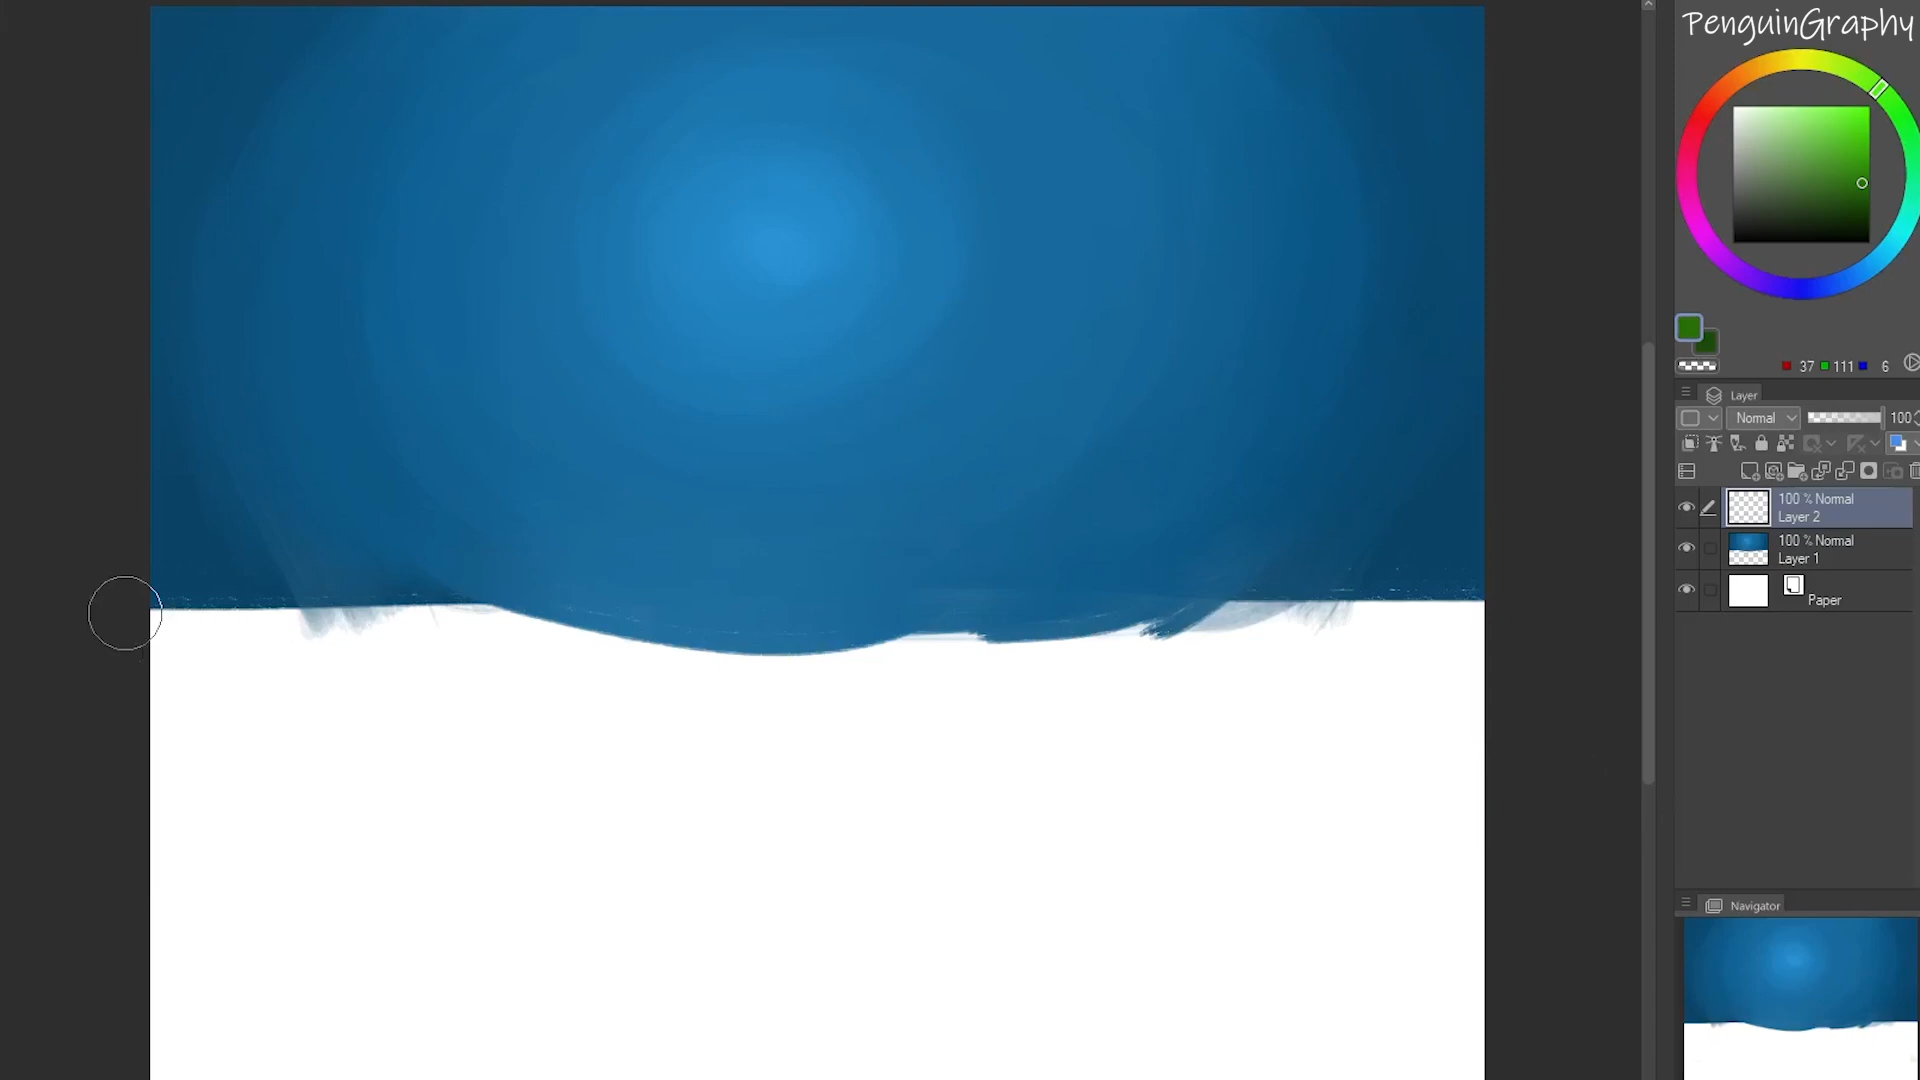 PenguinGraphy
37 111 6
Layer
Normal 100
100 % Normal
Layer 2
100 % Normal
Layer 1
Paper
Navigator